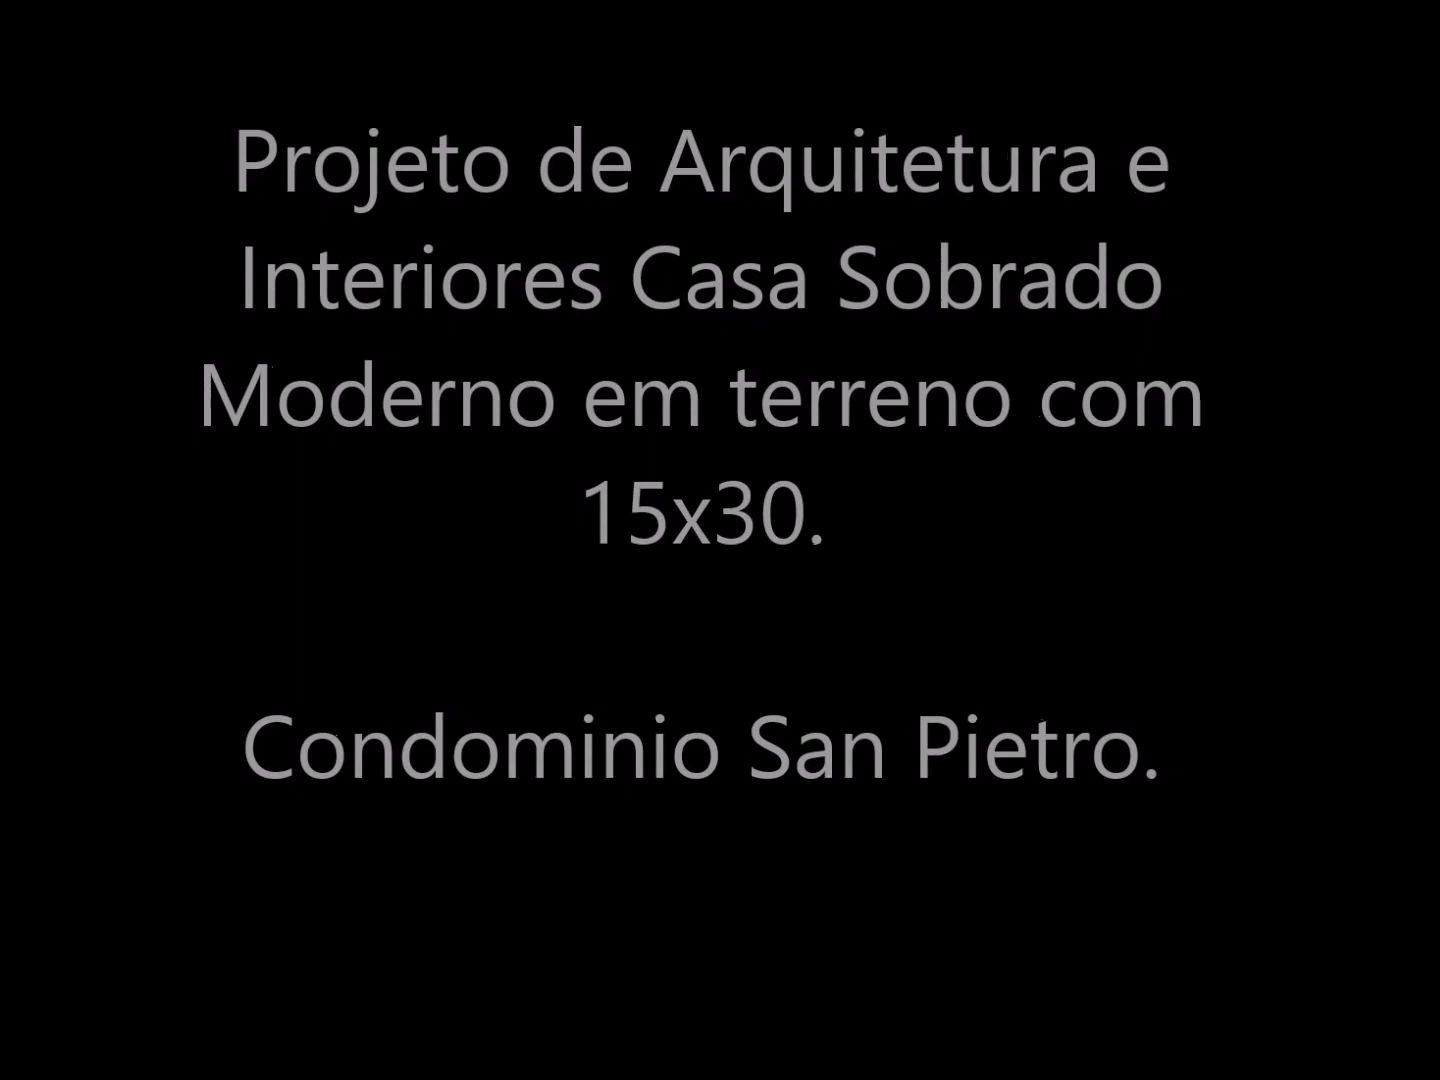 Projeto de Arquitetura e
Interiores Casa Sobrado
Moderno em terreno com
15x30.
Condominio San Pietro.